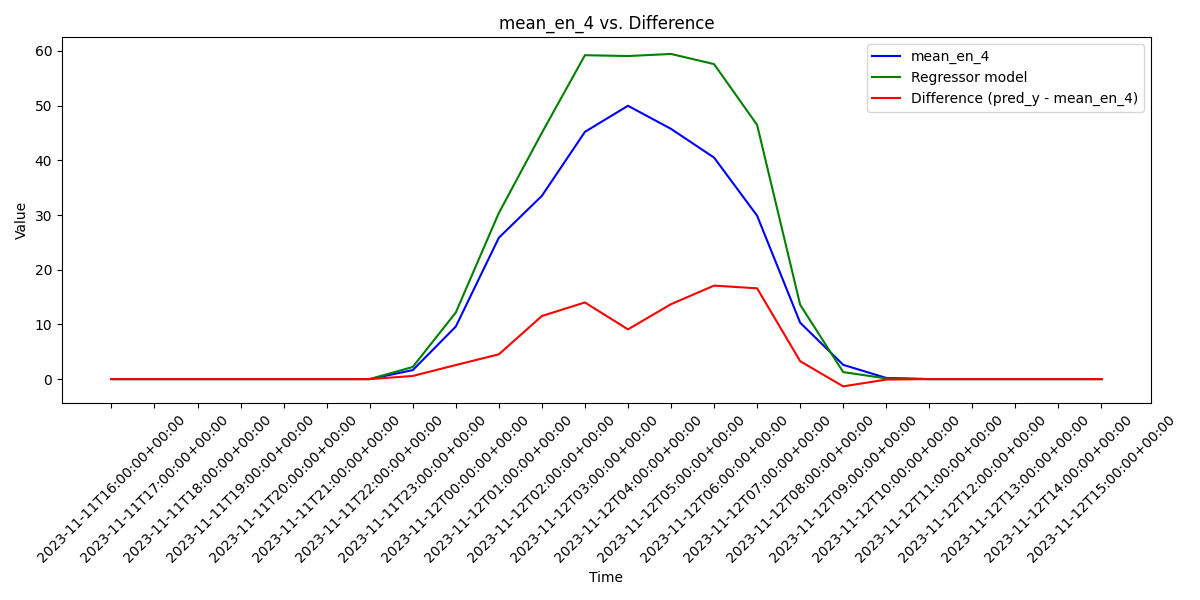 mean_en_4 vs. Difference
mean_en_4
Regressor model
Difference (pred_y - mean_en_4)
Value
60
50
40
30
20
10
0
2023-11-11T16:00:00+00:00
2023-11-11T17:00:00+00:00
2023-11-11T18:00:00+00:00
2023-11-11T19:00:00+00:00
2023-11-11T20:00:00+00:00
2023-11-11T21:00:00+00:00
2023-11-11T22:00:00+00:00
2023-11-11T23:00:00+00:00
2023-11-12T00:00:00+00:00
2023-11-12T01:00:00+00:00
2023-11-12T02:00:00+00:00
2023-11-12T03:00:00+00:00
2023-11-12T04:00:00+00:00
2023-11-12T05:00:00+00:00
2023-11-12T06:00:00+00:00
2023-11-12T07:00:00+00:00
2023-11-12T08:00:00+00:00
2023-11-12T09:00:00+00:00
2023-11-12T10:00:00+00:00
2023-11-12T11:00:00+00:00
2023-11-12T12:00:00+00:00
2023-11-12T13:00:00+00:00
2023-11-12T14:00:00+00:00
2023-11-12T15:00:00+00:00
Time